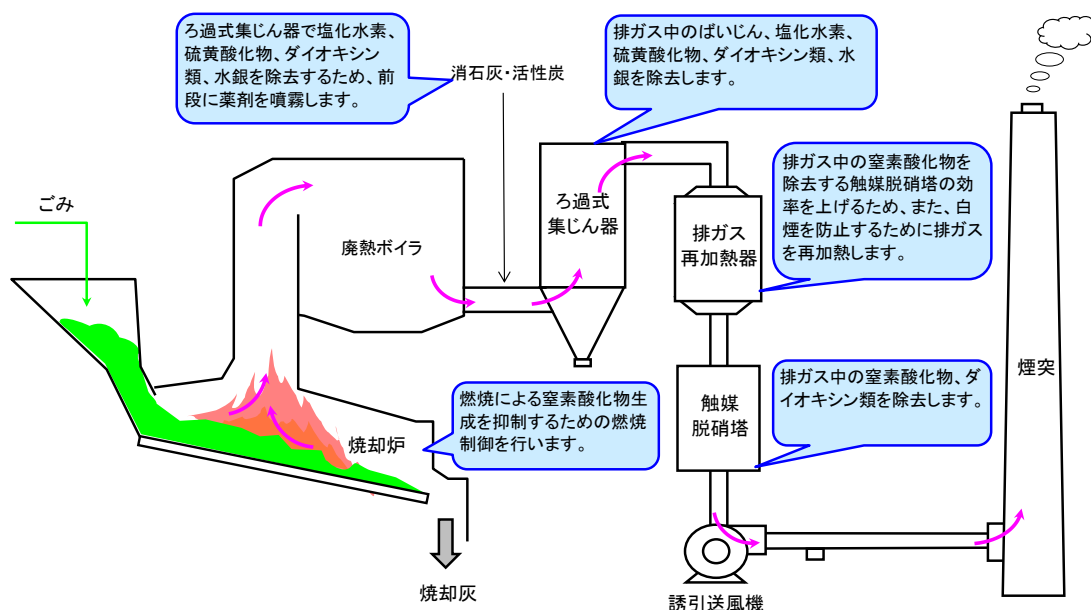 ろ過式集じん器で塩化水素、
硫黄酸化物、ダイオキシン
類、水銀を除去するため、前
段に薬剤を噴霧します。
排ガス中のばいじん、塩化水素、
硫黄酸化物、ダイオキシン類、水
銀を除去します。
消石灰・活性炭
ごみ
廃熱ボイラ
ろ過式
集じん器
排ガス
再加熱器
排ガス中の窒素酸化物を
除去する触媒脱硝塔の効
率を上げるため、また、白
煙を防止するために排ガス
を再加熱します。
煙突
焼却炉
燃焼による窒素酸化物生
成を抑制するための燃焼
制御を行います。
触媒
脱硝塔
排ガス中の窒素酸化物、ダ
イオキシン類を除去します。
焼却灰
誘引送風機